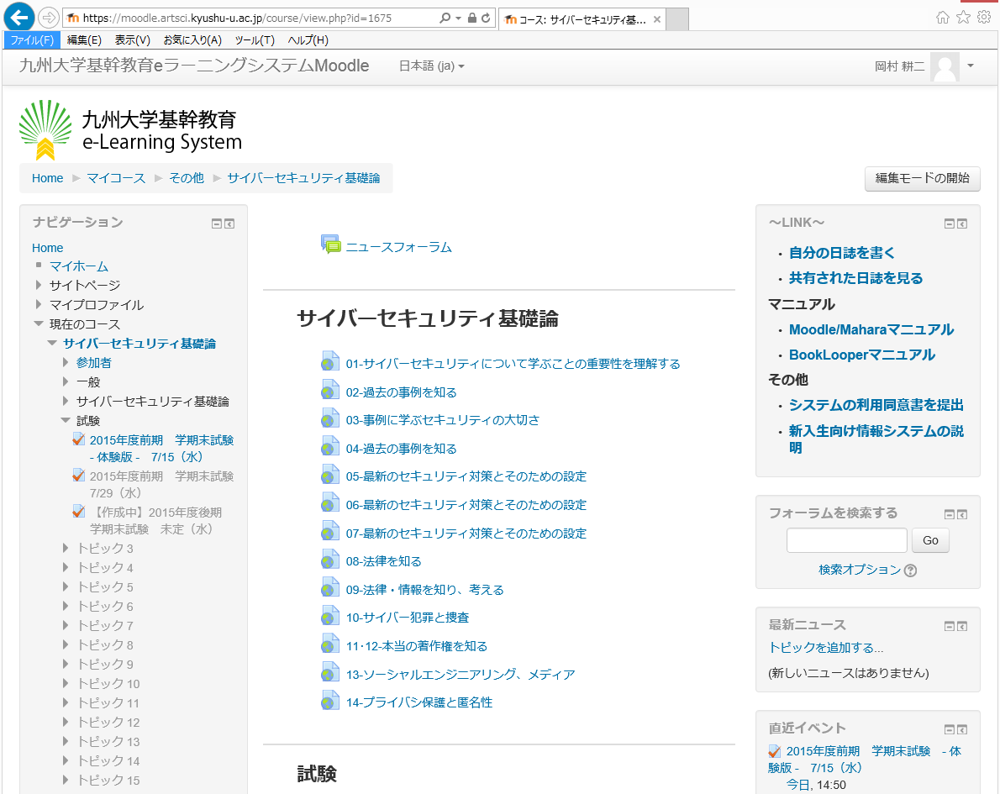 https://moodle.artsci.kyushu-u.ac.jp/course/view.php?id=1675
コース: サイバーセキュリティ基...
ファイル(F) 編集(E) 表示(V) お気に入り(A) ツール(T) ヘルプ(H)
九州大学基幹教育eラーニングシステムMoodle 日本語 (ja)
岡村 耕二
九州大学基幹教育
e-Learning System
Home マイコース その他 サイバーセキュリティ基礎論
編集モードの開始
ナビゲーション
Home
マイホーム
サイトページ
マイプロファイル
現在のコース
サイバーセキュリティ基礎論
参加者
一般
サイバーセキュリティ基礎論
試験
2015年度前期 学期末試験
- 体験版 - 7/15（水）
2015年度前期 学期末試験
7/29（水）
【作成中】2015年度後期
学期末試験 未定（水）
トピック 3
トピック 4
トピック 5
トピック 6
トピック 7
トピック 8
トピック 9
トピック 10
トピック 11
トピック 12
トピック 13
トピック 14
トピック 15
ニュースフォーラム
サイバーセキュリティ基礎論
01-サイバーセキュリティについて学ぶことの重要性を理解する
02-過去の事例を知る
03-事例に学ぶセキュリティの大切さ
04-過去の事例を知る
05-最新のセキュリティ対策とそのための設定
06-最新のセキュリティ対策とそのための設定
07-最新のセキュリティ対策とそのための設定
08-法律を知る
09-法律・情報を知り、考える
10-サイバー犯罪と捜査
11･12-本当の著作権を知る
13-ソーシャルエンジニアリング、メディア
14-プライバシ保護と匿名性
試験
～LINK～
・自分の日誌を書く
・共有された日誌を見る
マニュアル
・Moodle/Maharaマニュアル
・BookLooperマニュアル
その他
・システムの利用同意書を提出
・新入生向け情報システムの説
明
フォーラムを検索する
Go
検索オプション
最新ニュース
トピックを追加する...
(新しいニュースはありません)
直近イベント
2015年度前期 学期末試験 - 体
験版 - 7/15（水）
今日, 14:50